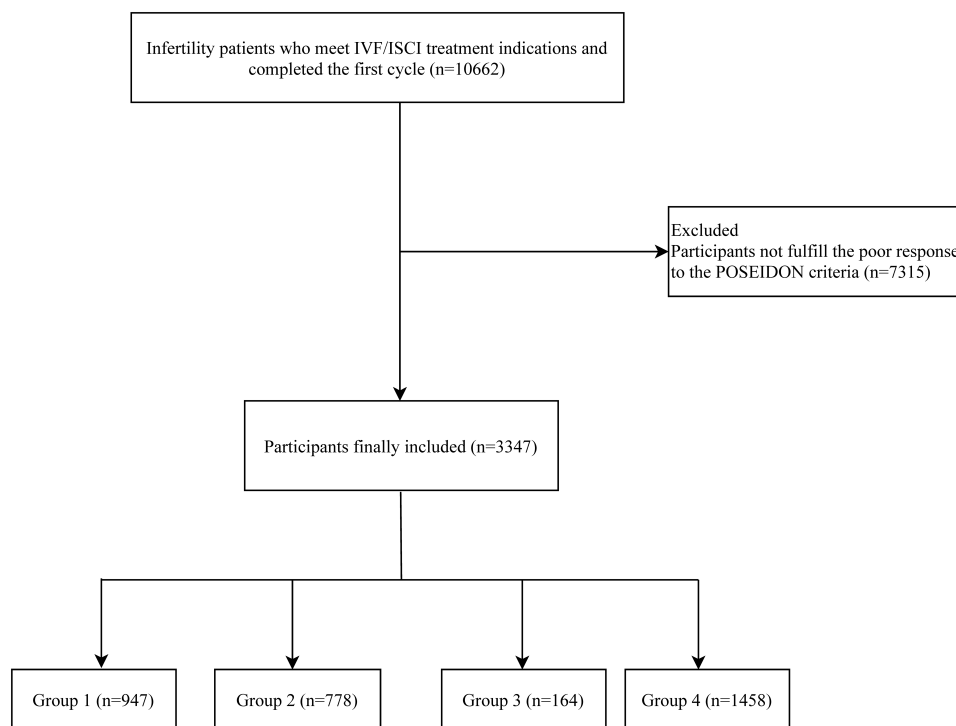 Infertility patients who meet IVF/ISCI treatment indications and
completed the first cycle (n=10662)
Excluded
Participants not fulfill the poor response
to the POSEIDON criteria (n=7315)
Participants finally included (n=3347)
Group 1 (n=947)
Group 2 (n=778)
Group 3 (n=164)
Group 4 (n=1458)